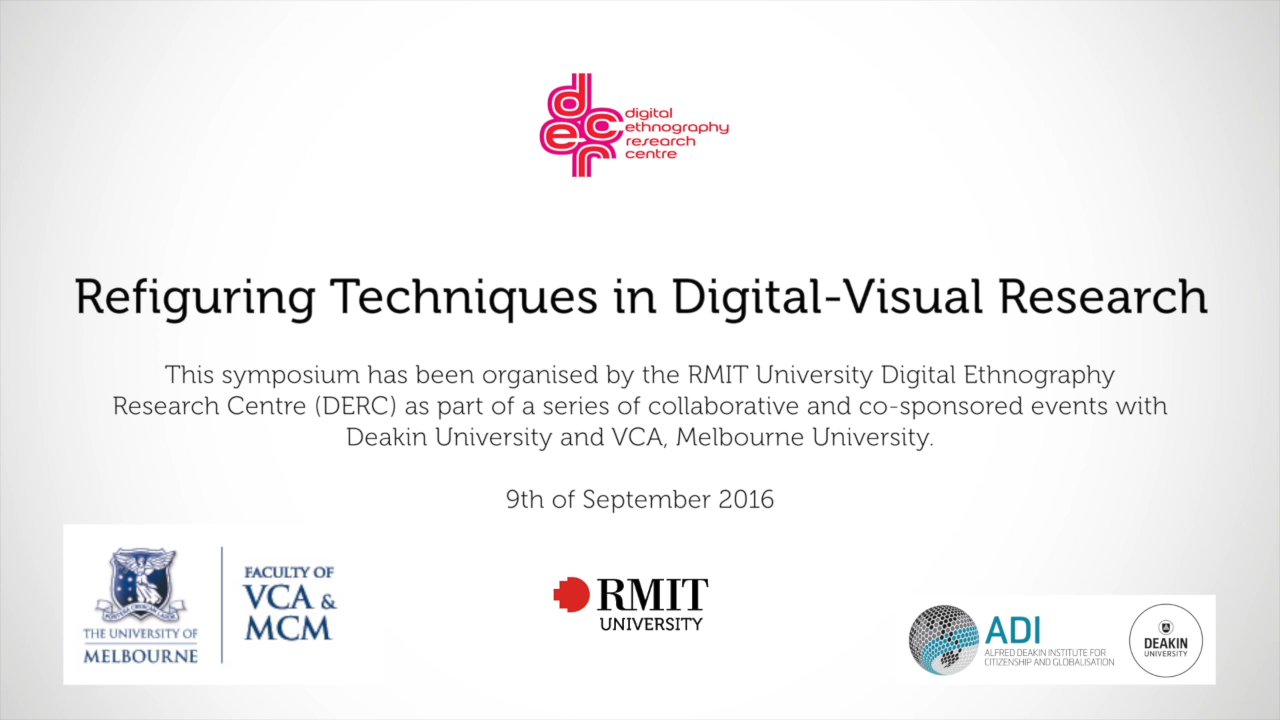 digital
ethnography
research
centre
Refiguring Techniques in Digital-Visual Research
This symposium has been organised by the RMIT University Digital Ethnography
Research Centre (DERC) as part of a series of collaborative and co-sponsored events with
Deakin University and VCA, Melbourne University.
9th of September 2016
THE UNIVERSITY OF
MELBOURNE
FACULTY OF
VCA &
MCM
RMIT
UNIVERSITY
ADI
ALFRED DEAKIN INSTITUTE FOR
CITIZENSHIP AND GLOBALISATION
DEAKIN
UNIVERSITY